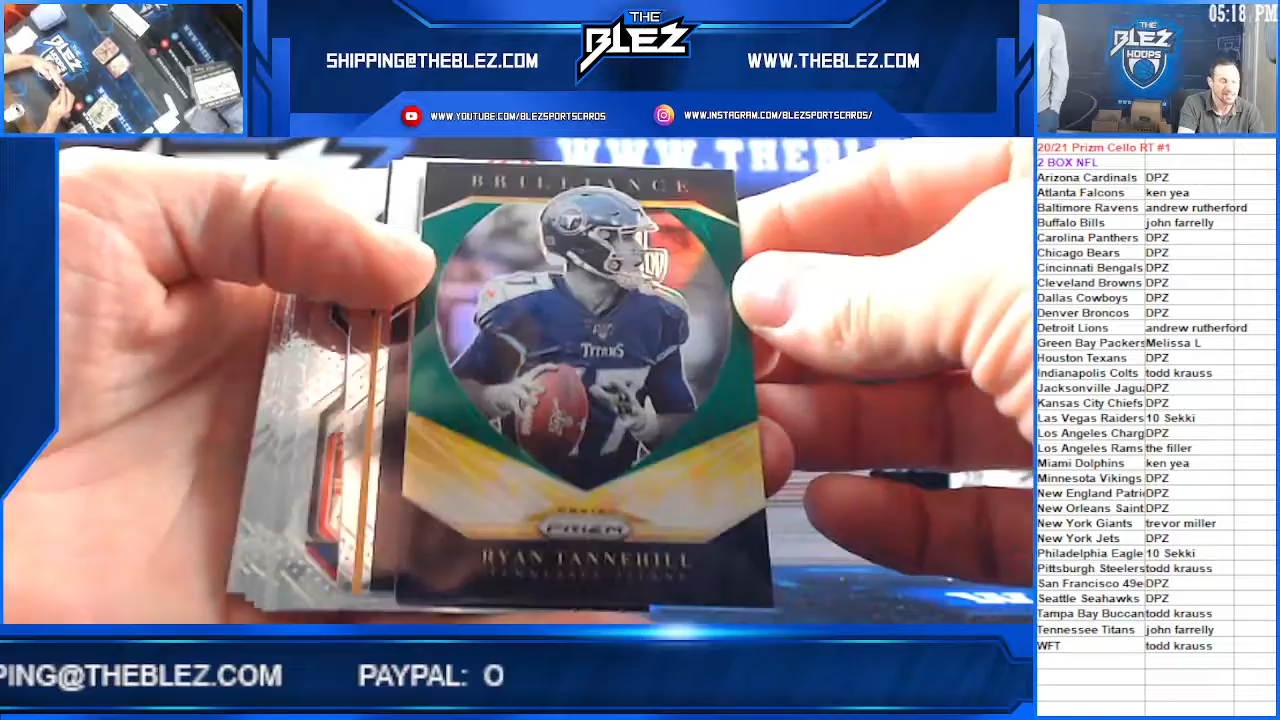 THE
BLEZ
SHIPPING@THEBLEZ.COM
WWW.THEBLEZ.COM
WWW.YOUTUBE.COM/BLEZSPORTSCARDS
WWW.INSTAGRAM.COM/BLEZSPORTSCARDS/
05:18 PM
THE
BLEZ
HOOPS
WWW.THEB
BRILLIANCE
TITANS
17
PRIZM
RYAN TANNEHILL
TENNESSEE TITANS
20/21 Prizm Cello RT #1
2 BOX NFL
Arizona Cardinals DPZ
Atlanta Falcons ken yea
Baltimore Ravens andrew rutherford
Buffalo Bills john farrelly
Carolina Panthers DPZ
Chicago Bears DPZ
Cincinnati Bengals DPZ
Cleveland Browns DPZ
Dallas Cowboys DPZ
Denver Broncos DPZ
Detroit Lions andrew rutherford
Green Bay Packers Melissa L
Houston Texans DPZ
Indianapolis Colts todd krauss
Jacksonville Jagu DPZ
Kansas City Chiefs DPZ
Las Vegas Raiders 10 Sekki
Los Angeles Charg DPZ
Los Angeles Rams the filler
Miami Dolphins ken yea
Minnesota Vikings DPZ
New England Patri DPZ
New Orleans Saint DPZ
New York Giants trevor miller
New York Jets DPZ
Philadelphia Eagle 10 Sekki
Pittsburgh Steelers todd krauss
San Francisco 49e DPZ
Seattle Seahawks DPZ
Tampa Bay Buccan todd krauss
Tennessee Titans john farrelly
WFT todd krauss
PING@THEBLEZ.COM PAYPAL: O